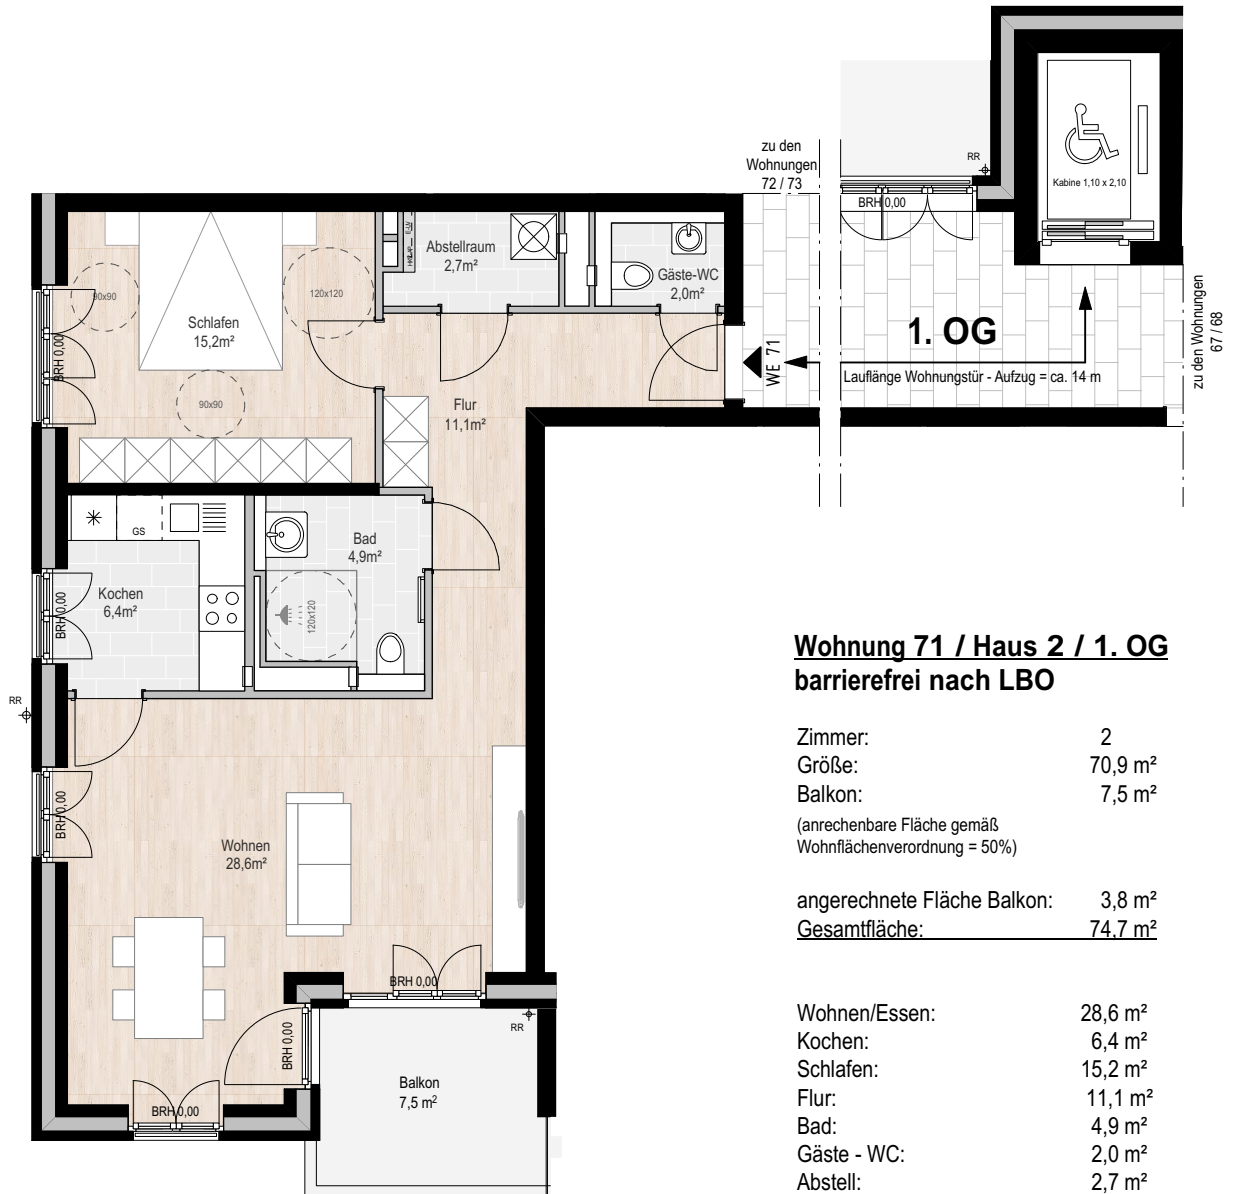 zu den
Wohnungen
72 / 73
RR
Kabine 1,10 x 2,10
BRH 0,00
Abstellraum
2,7m²
Gäste-WC
2,0m²
90x90
120x120
Schlafen
15,2m²
BRH 0,00
90x90
Flur
11,1m²
WE 71
1. OG
Lauflänge Wohnungstür - Aufzug = ca. 14 m
zu den Wohnungen
67 / 68
GS
Bad
4,9m²
Kochen
6,4m²
BRH 0,00
120x120
RR
BRH 0,00
Wohnen
28,6m²
BRH 0,00
RR
BRH 0,00
BRH 0,00
Balkon
7,5 m²
Wohnung 71 / Haus 2 / 1. OG
barrierefrei nach LBO
Zimmer: 2
Größe: 70,9 m²
Balkon: 7,5 m²
(anrechenbare Fläche gemäß
Wohnflächenverordnung = 50%)
angerechnete Fläche Balkon: 3,8 m²
Gesamtfläche: 74,7 m²
Wohnen/Essen: 28,6 m²
Kochen: 6,4 m²
Schlafen: 15,2 m²
Flur: 11,1 m²
Bad: 4,9 m²
Gäste - WC: 2,0 m²
Abstell: 2,7 m²